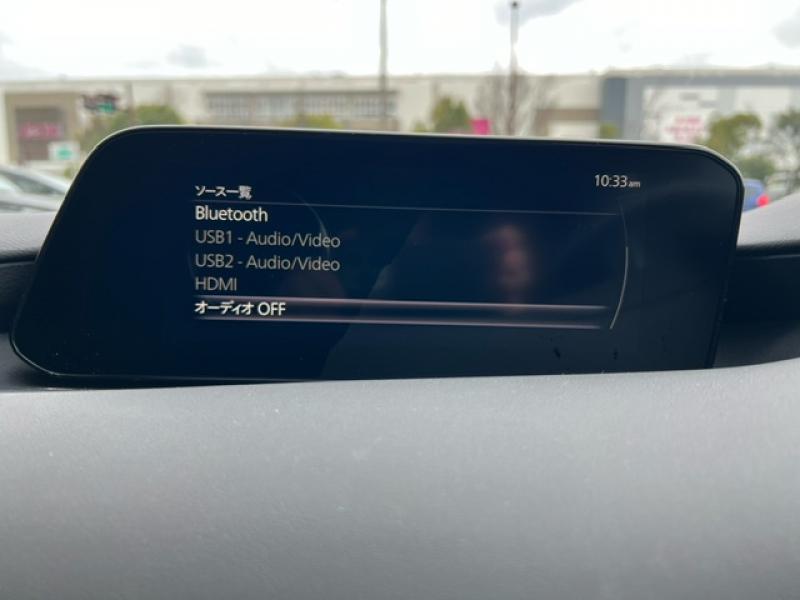 ソース一覧
10:33am
Bluetooth
USB1 - Audio/Video
USB2 - Audio/Video
HDMI
オーディオ OFF